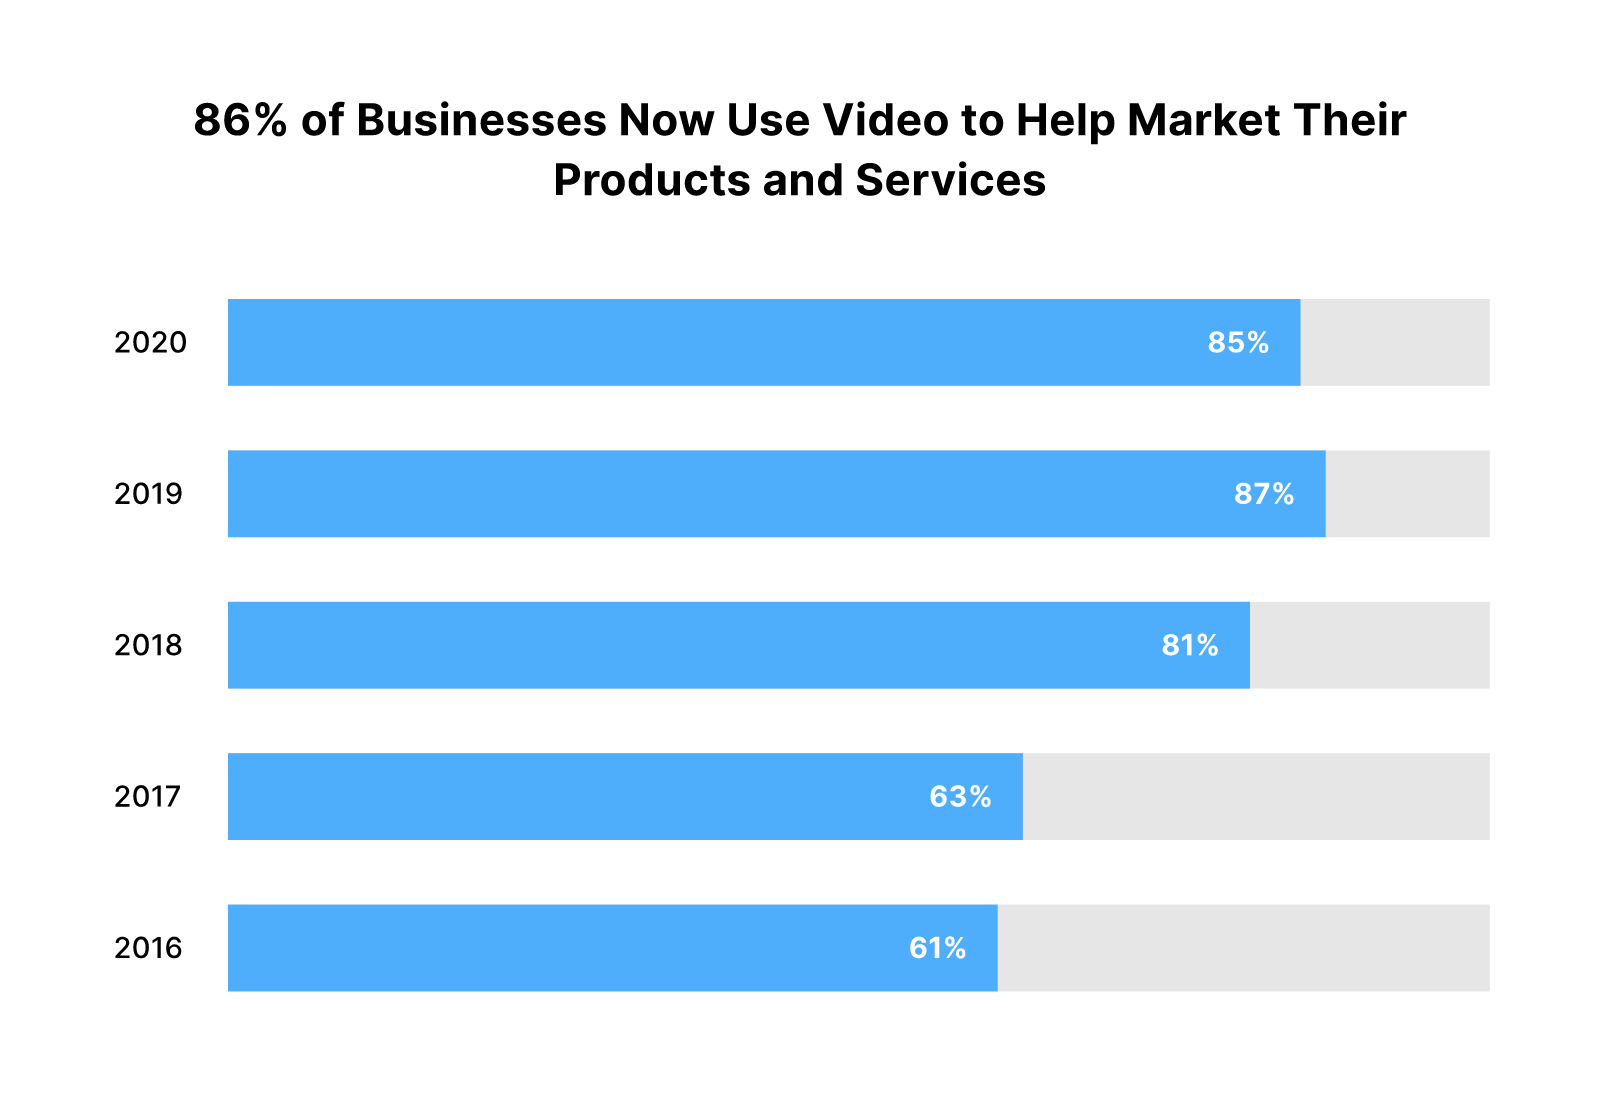 86% of Businesses Now Use Video to Help Market Their
Products and Services
2020 85%
2019 87%
2018 81%
2017 63%
2016 61%